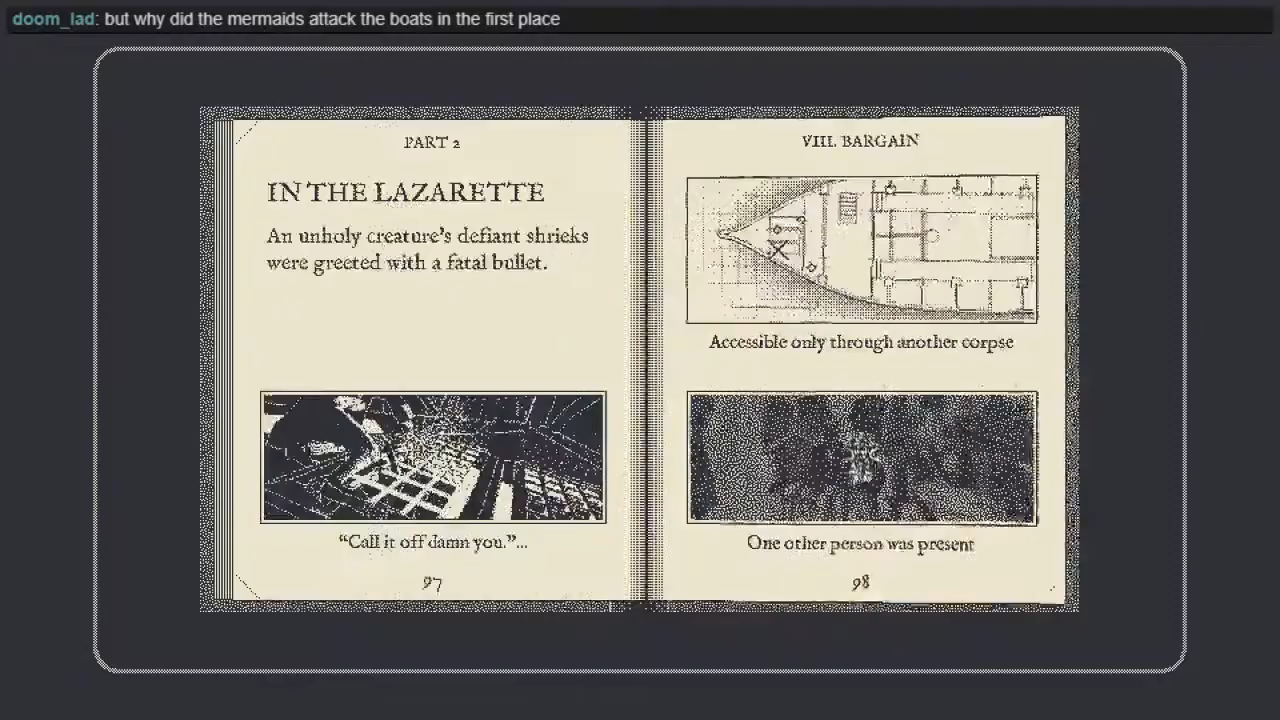 doom_lad: but why did the mermaids attack the boats in the first place
PART 2
IN THE LAZARETTE
An unholy creature's defiant shrieks
were greeted with a fatal bullet.
"Call it off damn you."...
97
VIII. BARGAIN
Accessible only through another corpse
One other person was present
98